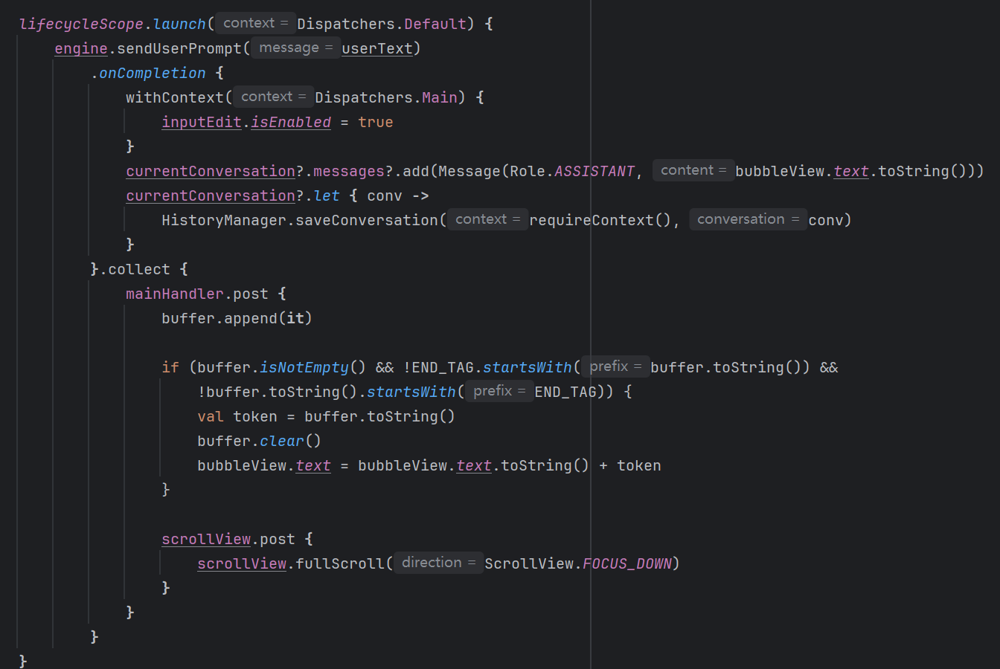 lifecycleScope.launch( context = Dispatchers.Default) {
engine.sendUserPrompt( message = userText)
.onCompletion {
withContext( context = Dispatchers.Main) {
inputEdit.isEnabled = true
}
currentConversation?.messages?.add(Message(Role.ASSISTANT, content = bubbleView.text.toString()))
currentConversation?.let { conv ->
HistoryManager.saveConversation( context = requireContext(), conversation = conv)
}
}.collect {
mainHandler.post {
buffer.append(it)
if (buffer.isNotEmpty() && !END_TAG.startsWith( prefix = buffer.toString()) &&
!buffer.toString().startsWith( prefix = END_TAG)) {
val token = buffer.toString()
buffer.clear()
bubbleView.text = bubbleView.text.toString() + token
}
scrollView.post {
scrollView.fullScroll( direction = ScrollView.FOCUS_DOWN)
}
}
}
}